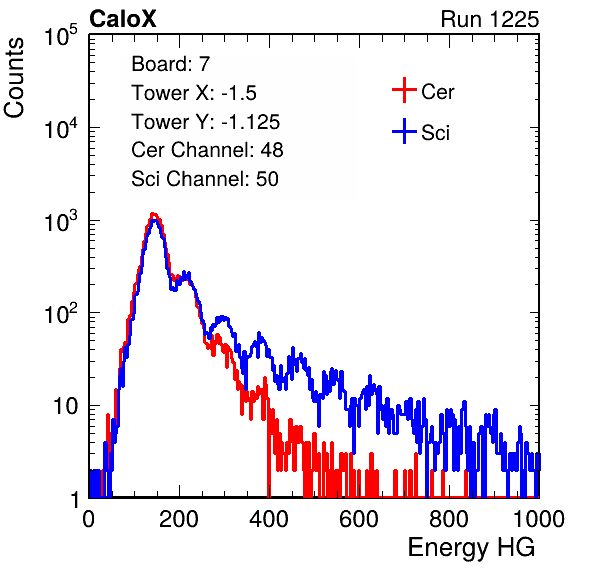 CaloX Run 1225
10^5
Counts
Board: 7
Tower X: -1.5
Tower Y: -1.125
Cer Channel: 48
Sci Channel: 50
Cer
Sci
10^4
10^3
10^2
10
1
0 200 400 600 800 1000
Energy HG